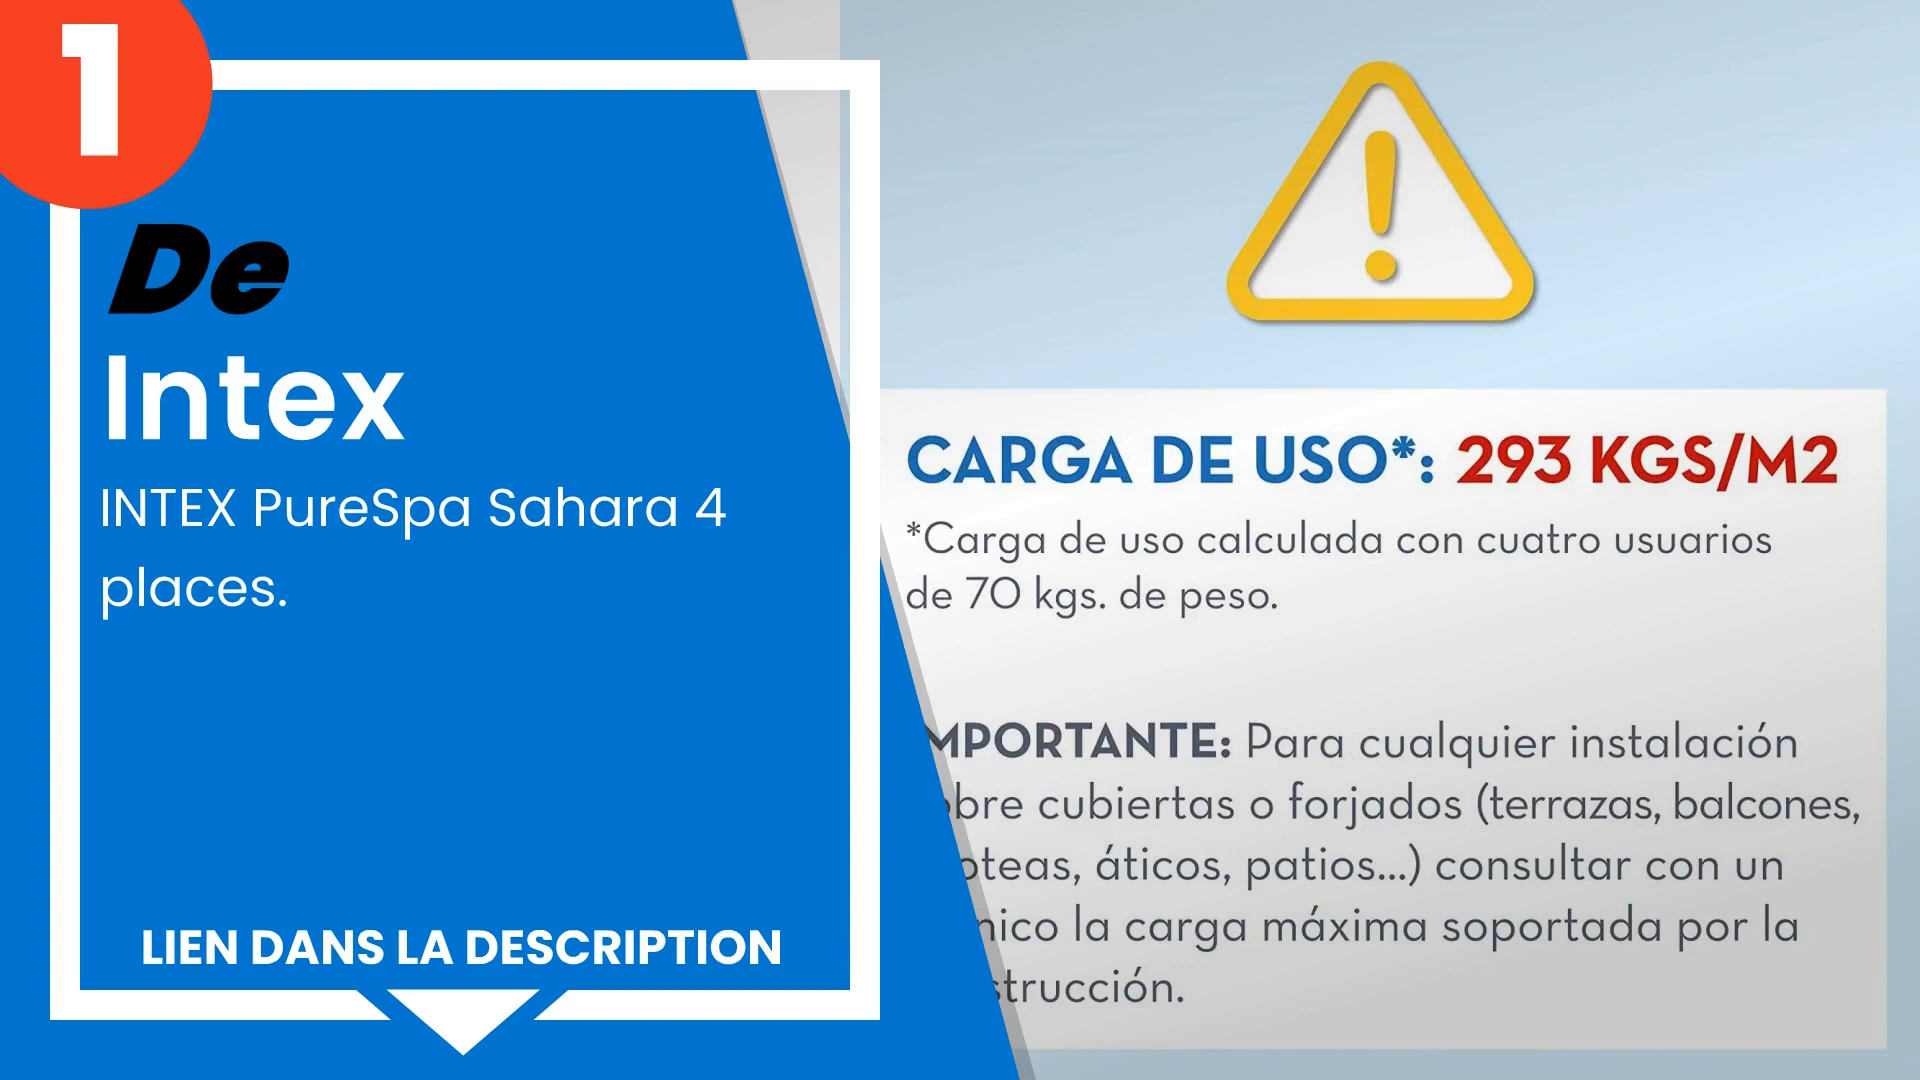 1
De
Intex
INTEX PureSpa Sahara 4
places.
LIEN DANS LA DESCRIPTION
CARGA DE USO*: 293 KGS/M2
*Carga de uso calculada con cuatro usuarios
de 70 kgs. de peso.
MPORTANTE: Para cualquier instalación
bre cubiertas o forjados (terrazas, balcones,
oteas, áticos, patios...) consultar con un
nico la carga máxima soportada por la
strucción.